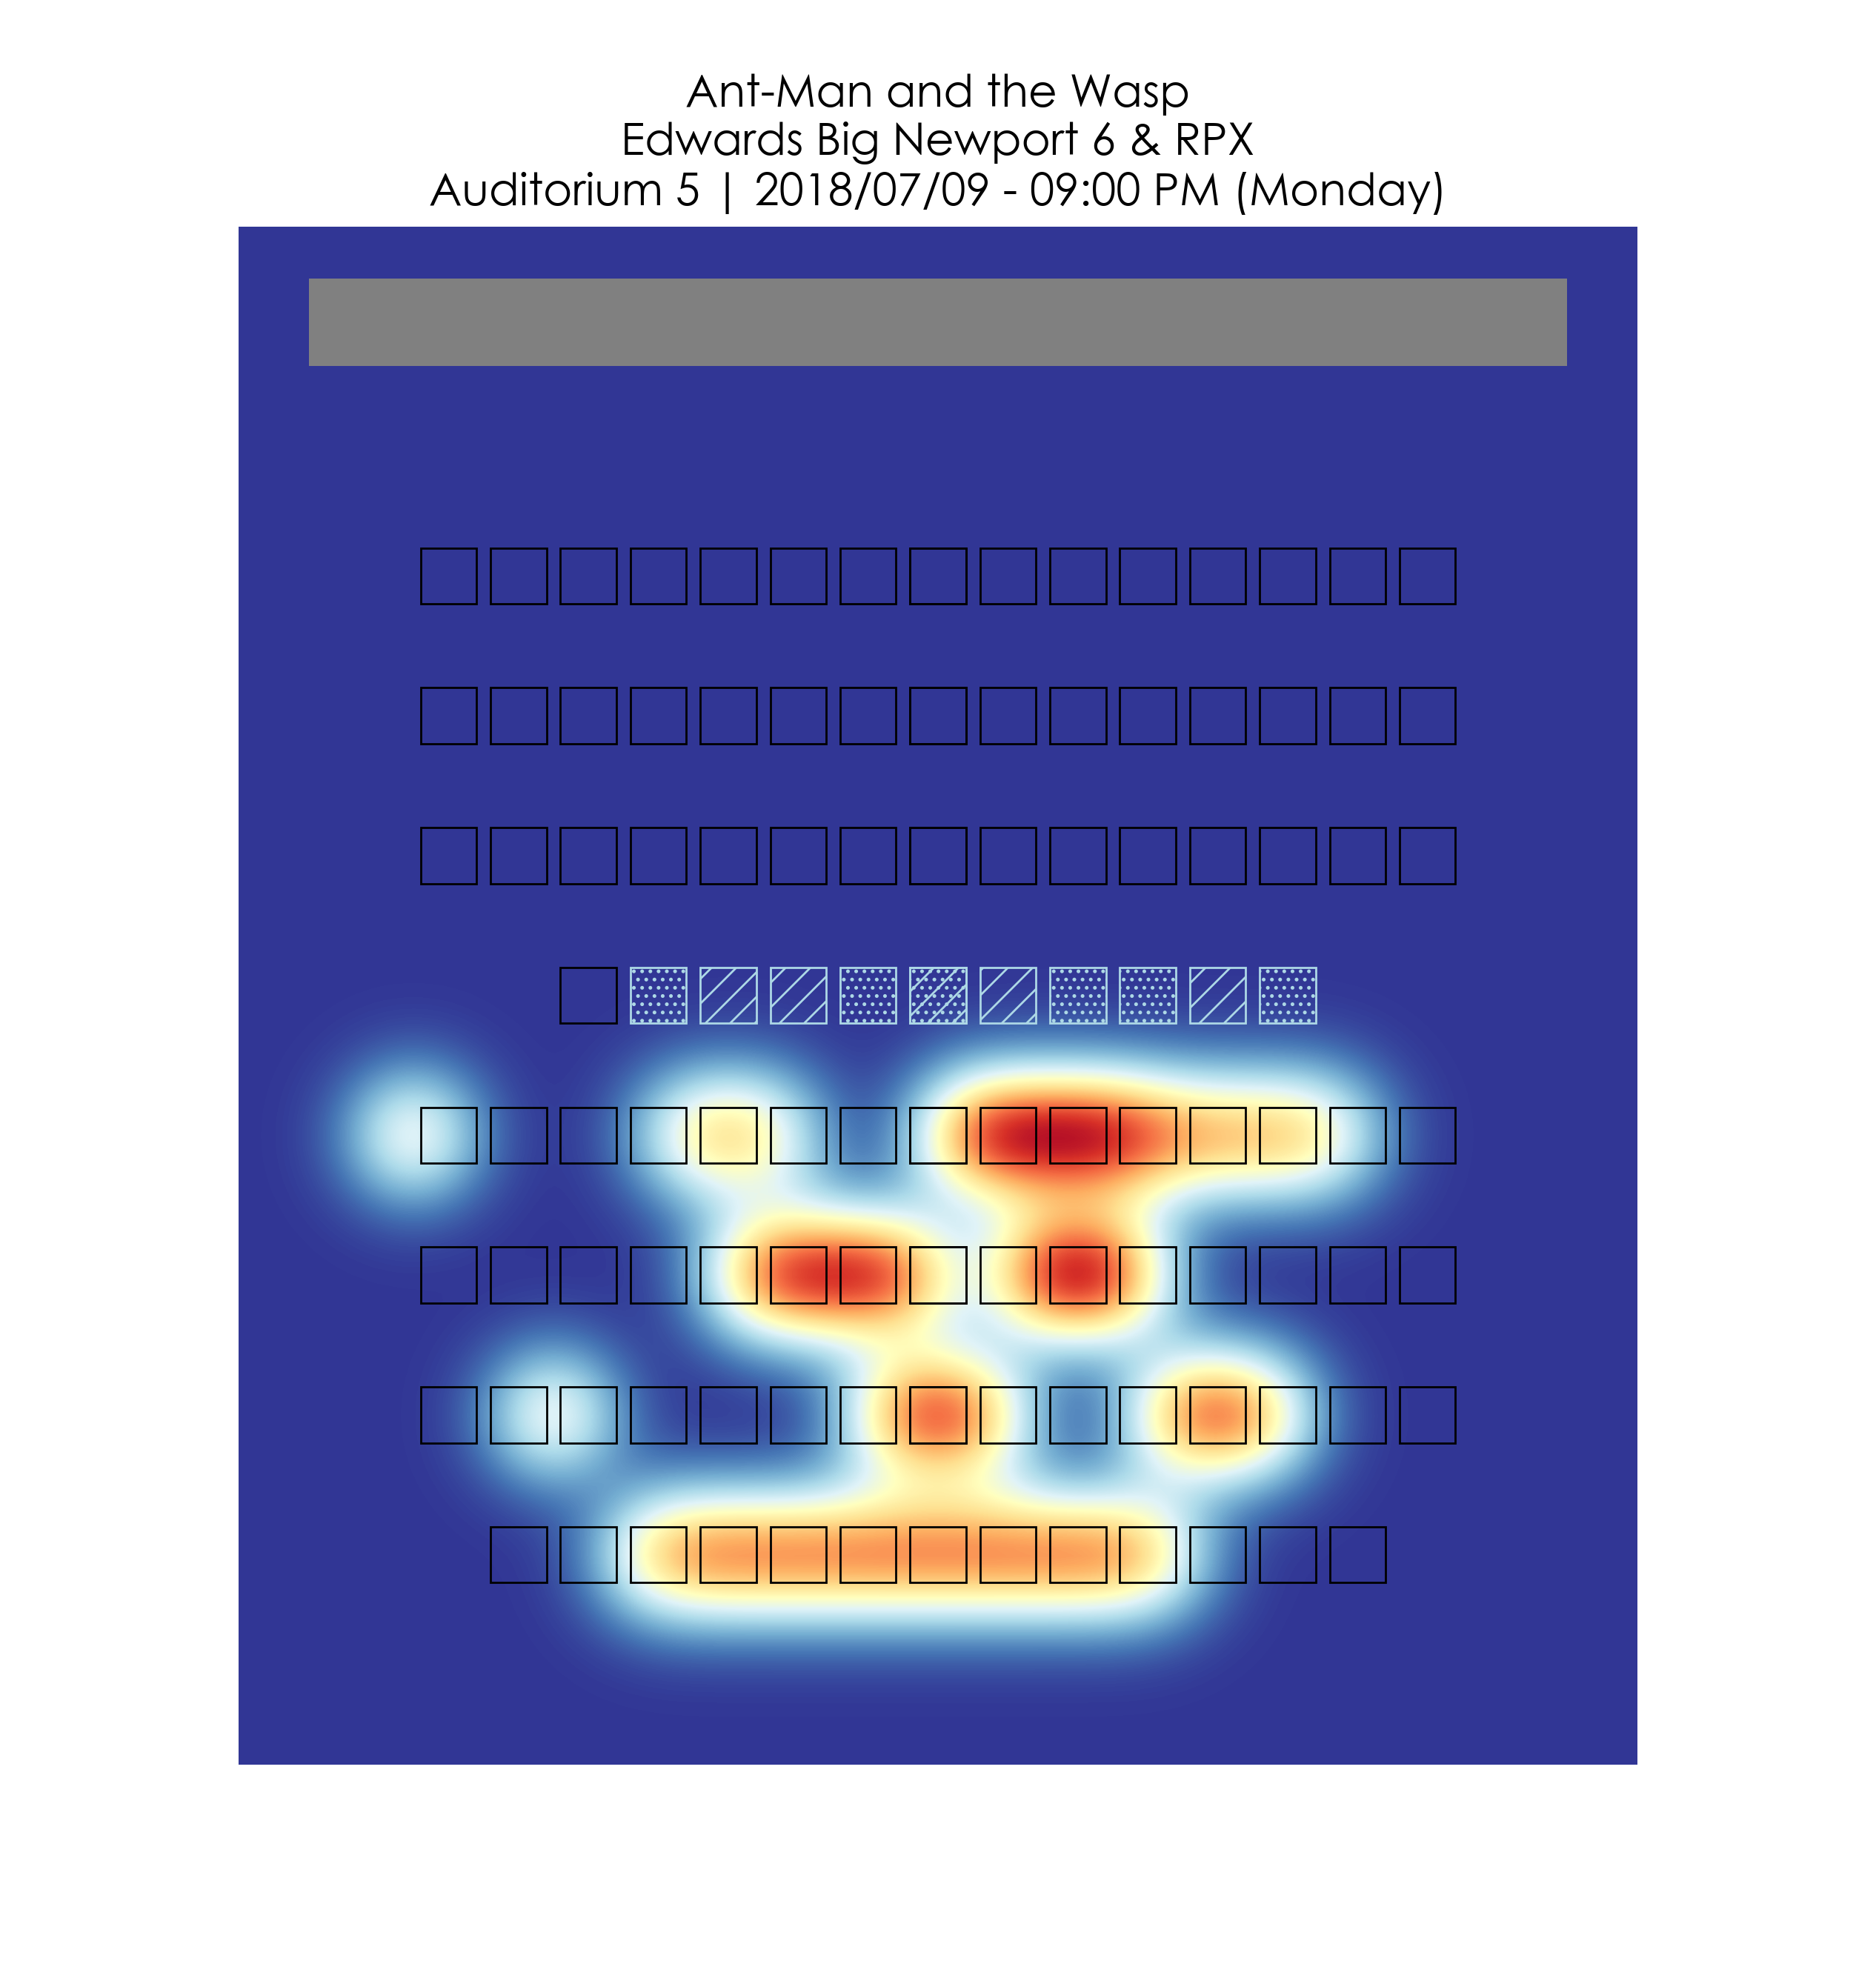 Ant-Man and the Wasp
Edwards Big Newport 6 & RPX
Auditorium 5 | 2018/07/09 - 09:00 PM (Monday)